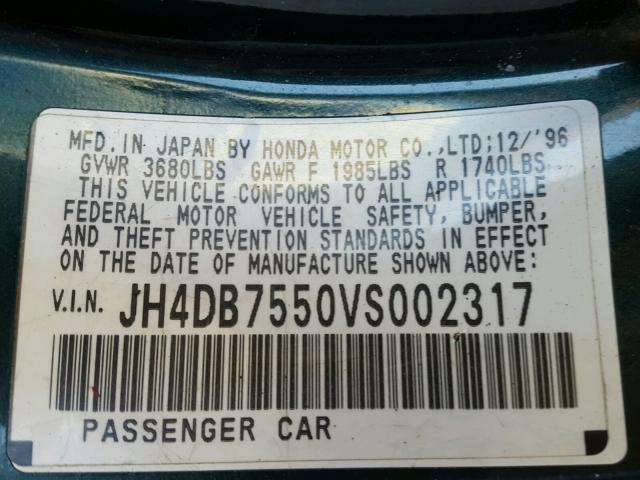 MFD. IN JAPAN BY HONDA MOTOR CO.,LTD;12/'96
GVWR 3680LBS GAWR F 1985LBS R 1740LBS
THIS VEHICLE CONFORMS TO ALL APPLICABLE
FEDERAL MOTOR VEHICLE SAFETY, BUMPER,
AND THEFT PREVENTION STANDARDS IN EFFECT
ON THE DATE OF MANUFACTURE SHOWN ABOVE:
V.I.N. JH4DB7550VS002317
PASSENGER CAR